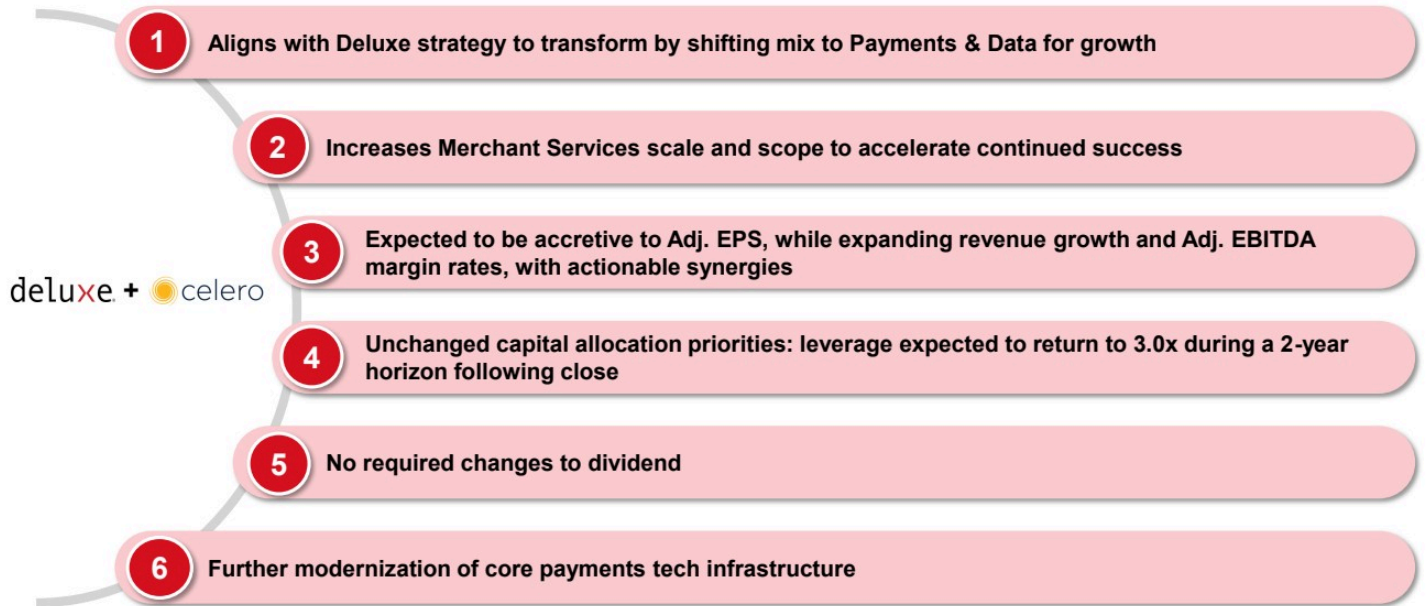 1
Aligns with Deluxe strategy to transform by shifting mix to Payments & Data for growth
2
Increases Merchant Services scale and scope to accelerate continued success
3
Expected to be accretive to Adj. EPS, while expanding revenue growth and Adj. EBITDA
margin rates, with actionable synergies
deluxe. + celero
4
Unchanged capital allocation priorities: leverage expected to return to 3.0x during a 2-year
horizon following close
5
No required changes to dividend
6
Further modernization of core payments tech infrastructure